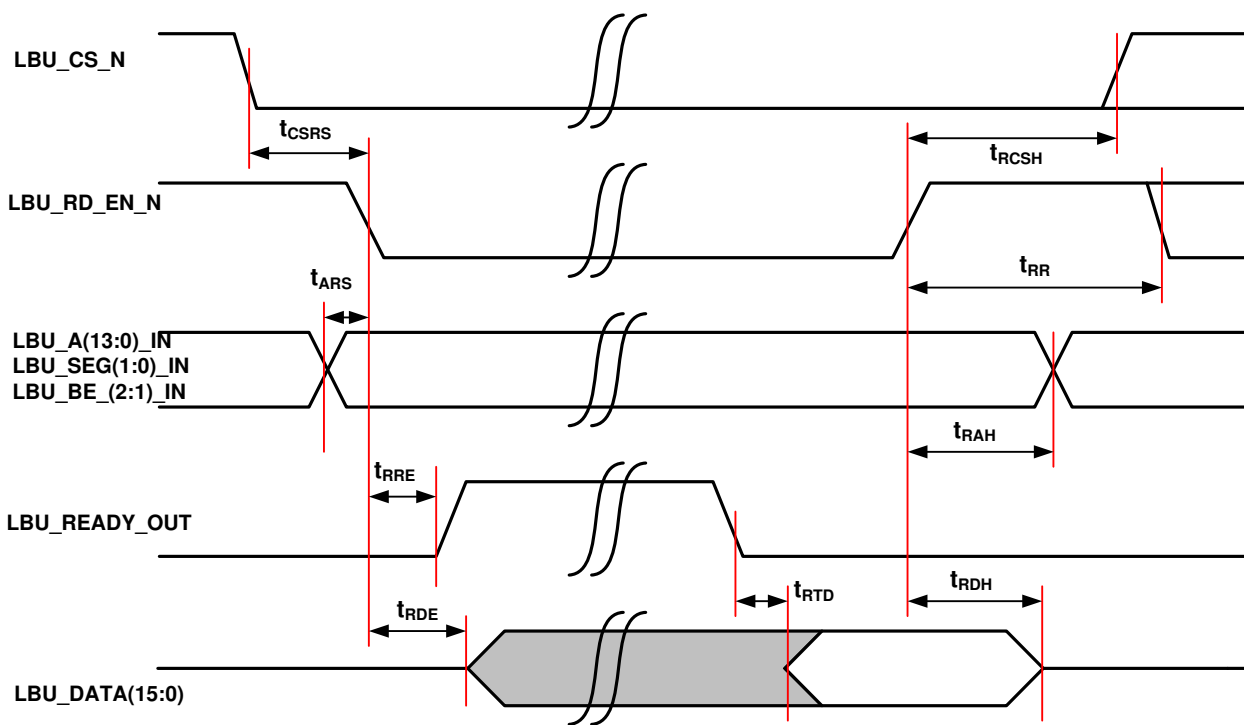 LBU_CS_N
tCSRS
tRCSH
LBU_RD_EN_N
tARS
tRR
LBU_A(13:0)_IN
LBU_SEG(1:0)_IN
LBU_BE_(2:1)_IN
tRAH
tRRE
LBU_READY_OUT
tRTD
tRDH
tRDE
LBU_DATA(15:0)